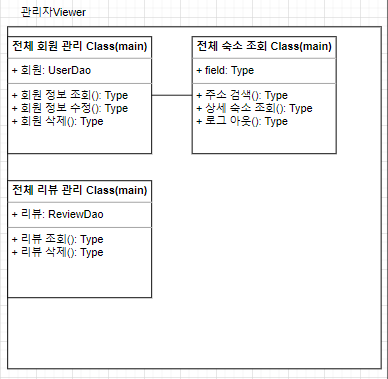 관리자Viewer
전체 회원 관리 Class(main)
+ 회원: UserDao
+ 회원 정보 조회(): Type
+ 회원 정보 수정(): Type
+ 회원 삭제(): Type
전체 숙소 조회 Class(main)
+ field: Type
+ 주소 검색(): Type
+ 상세 숙소 조회(): Type
+ 로그 아웃(): Type
전체 리뷰 관리 Class(main)
+ 리뷰: ReviewDao
+ 리뷰 조회(): Type
+ 리뷰 삭제(): Type